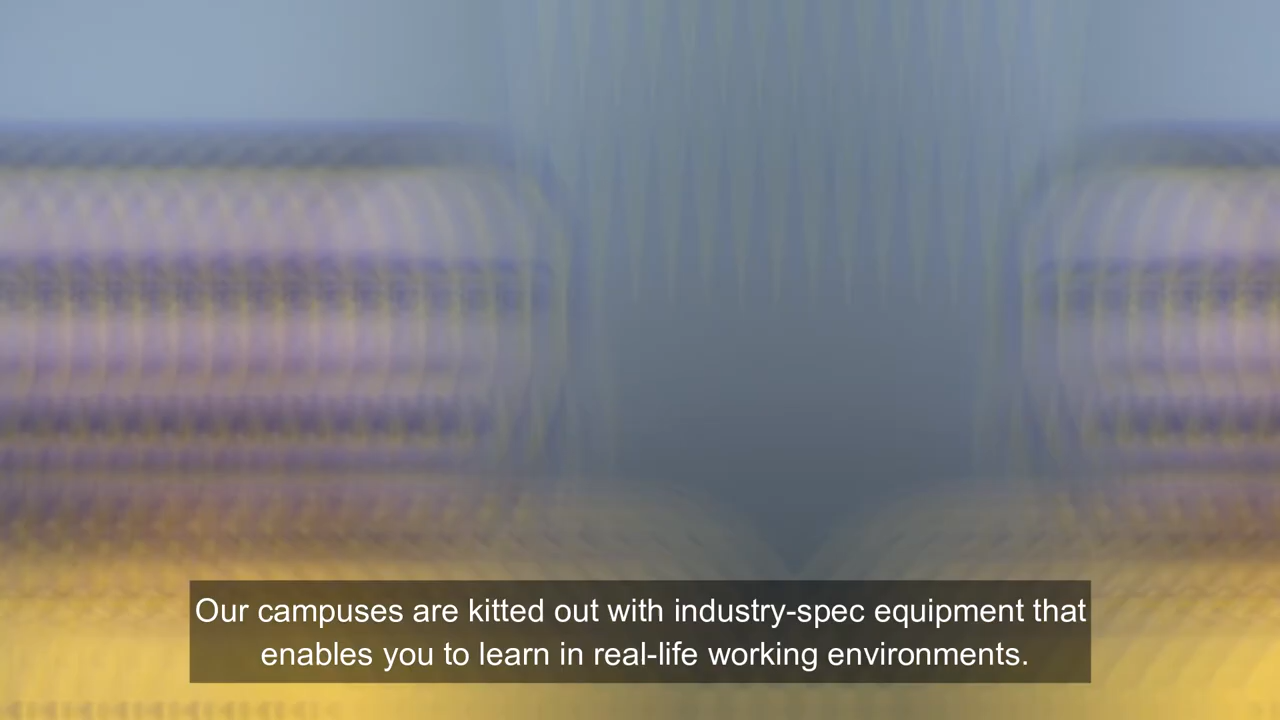 Our campuses are kitted out with industry-spec equipment that
enables you to learn in real-life working environments.